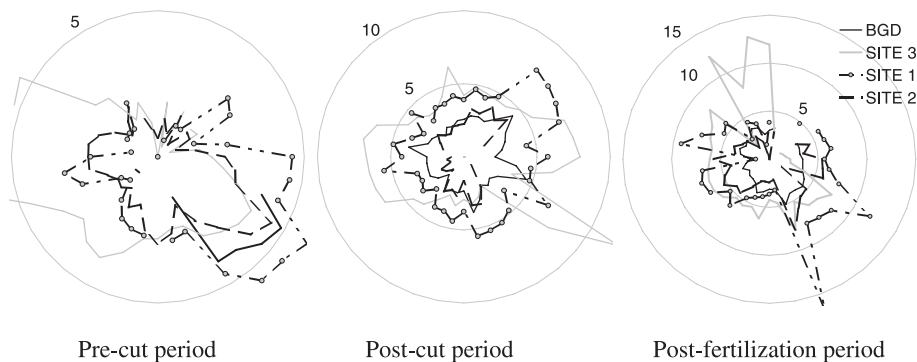 5
10
5
15
10
5
BGD
SITE 3
SITE 1
SITE 2
Pre-cut period
Post-cut period
Post-fertilization period